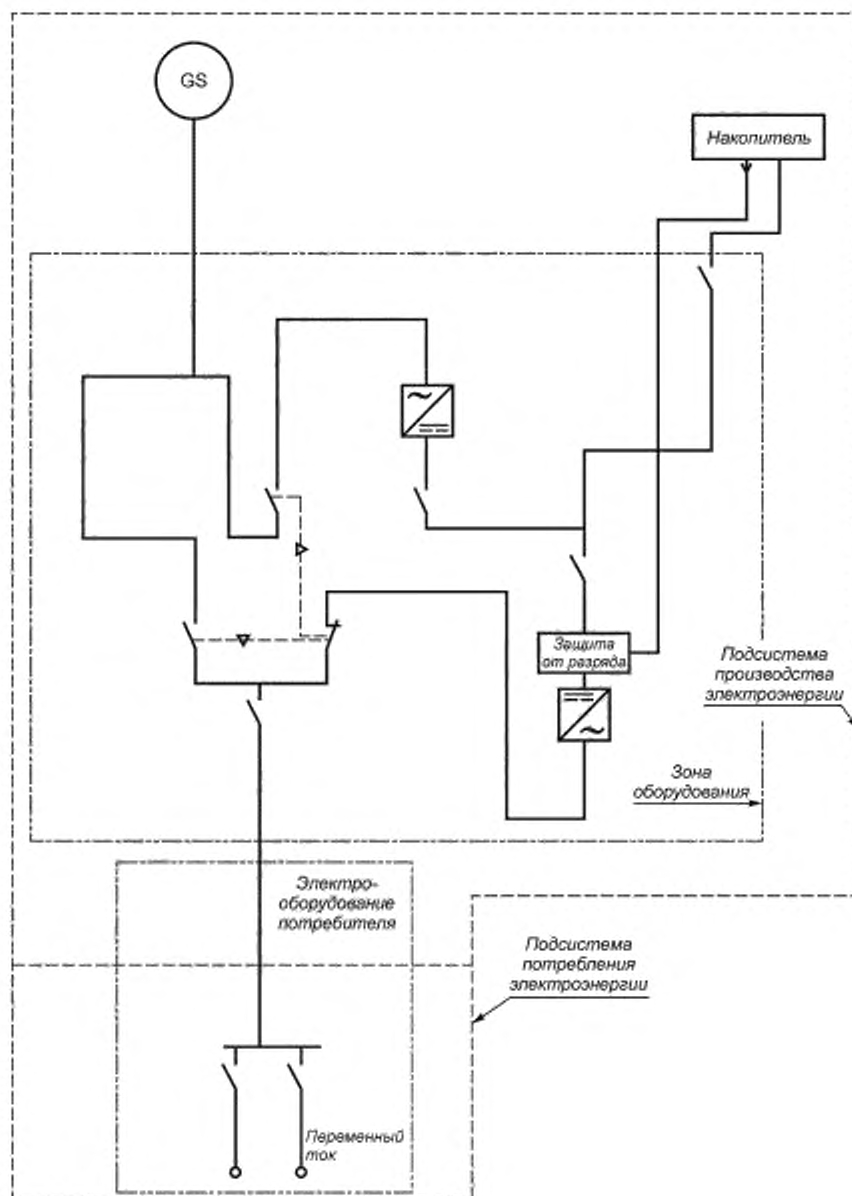 GS
Накопитель
Защита
от разряда
Подсистема
производства
электроэнергии
Зона
оборудования
Электро-
оборудование
потребителя
Подсистема
потребления
электроэнергии
Переменный
ток